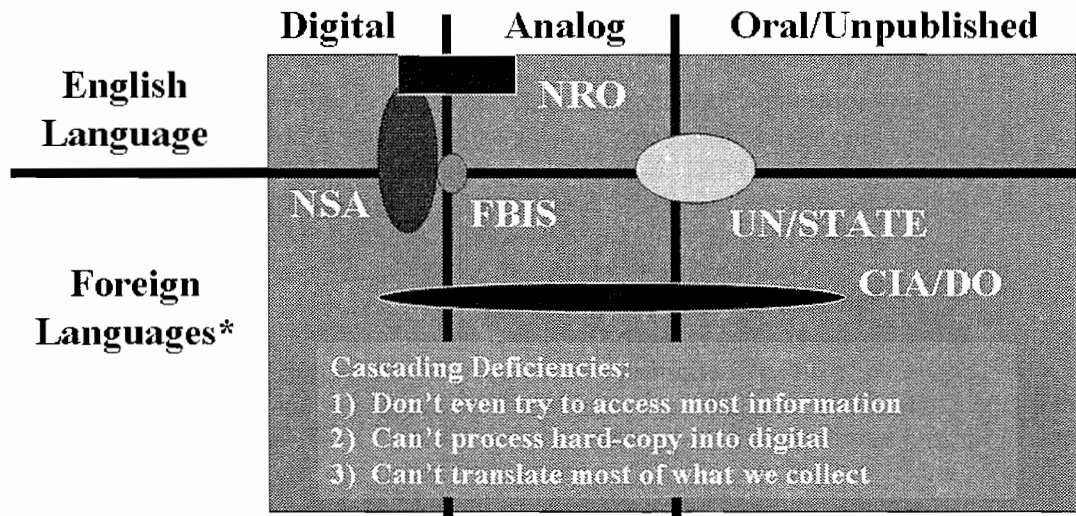 Digital Analog Oral/Unpublished
English
Language
NRO
NSA FBIS UN/STATE
Foreign
Languages*
CIA/DO
Cascading Deficiencies:
1) Don't even try to access most information
2) Can't process hard-copy into digital
3) Can't translate most of what we collect